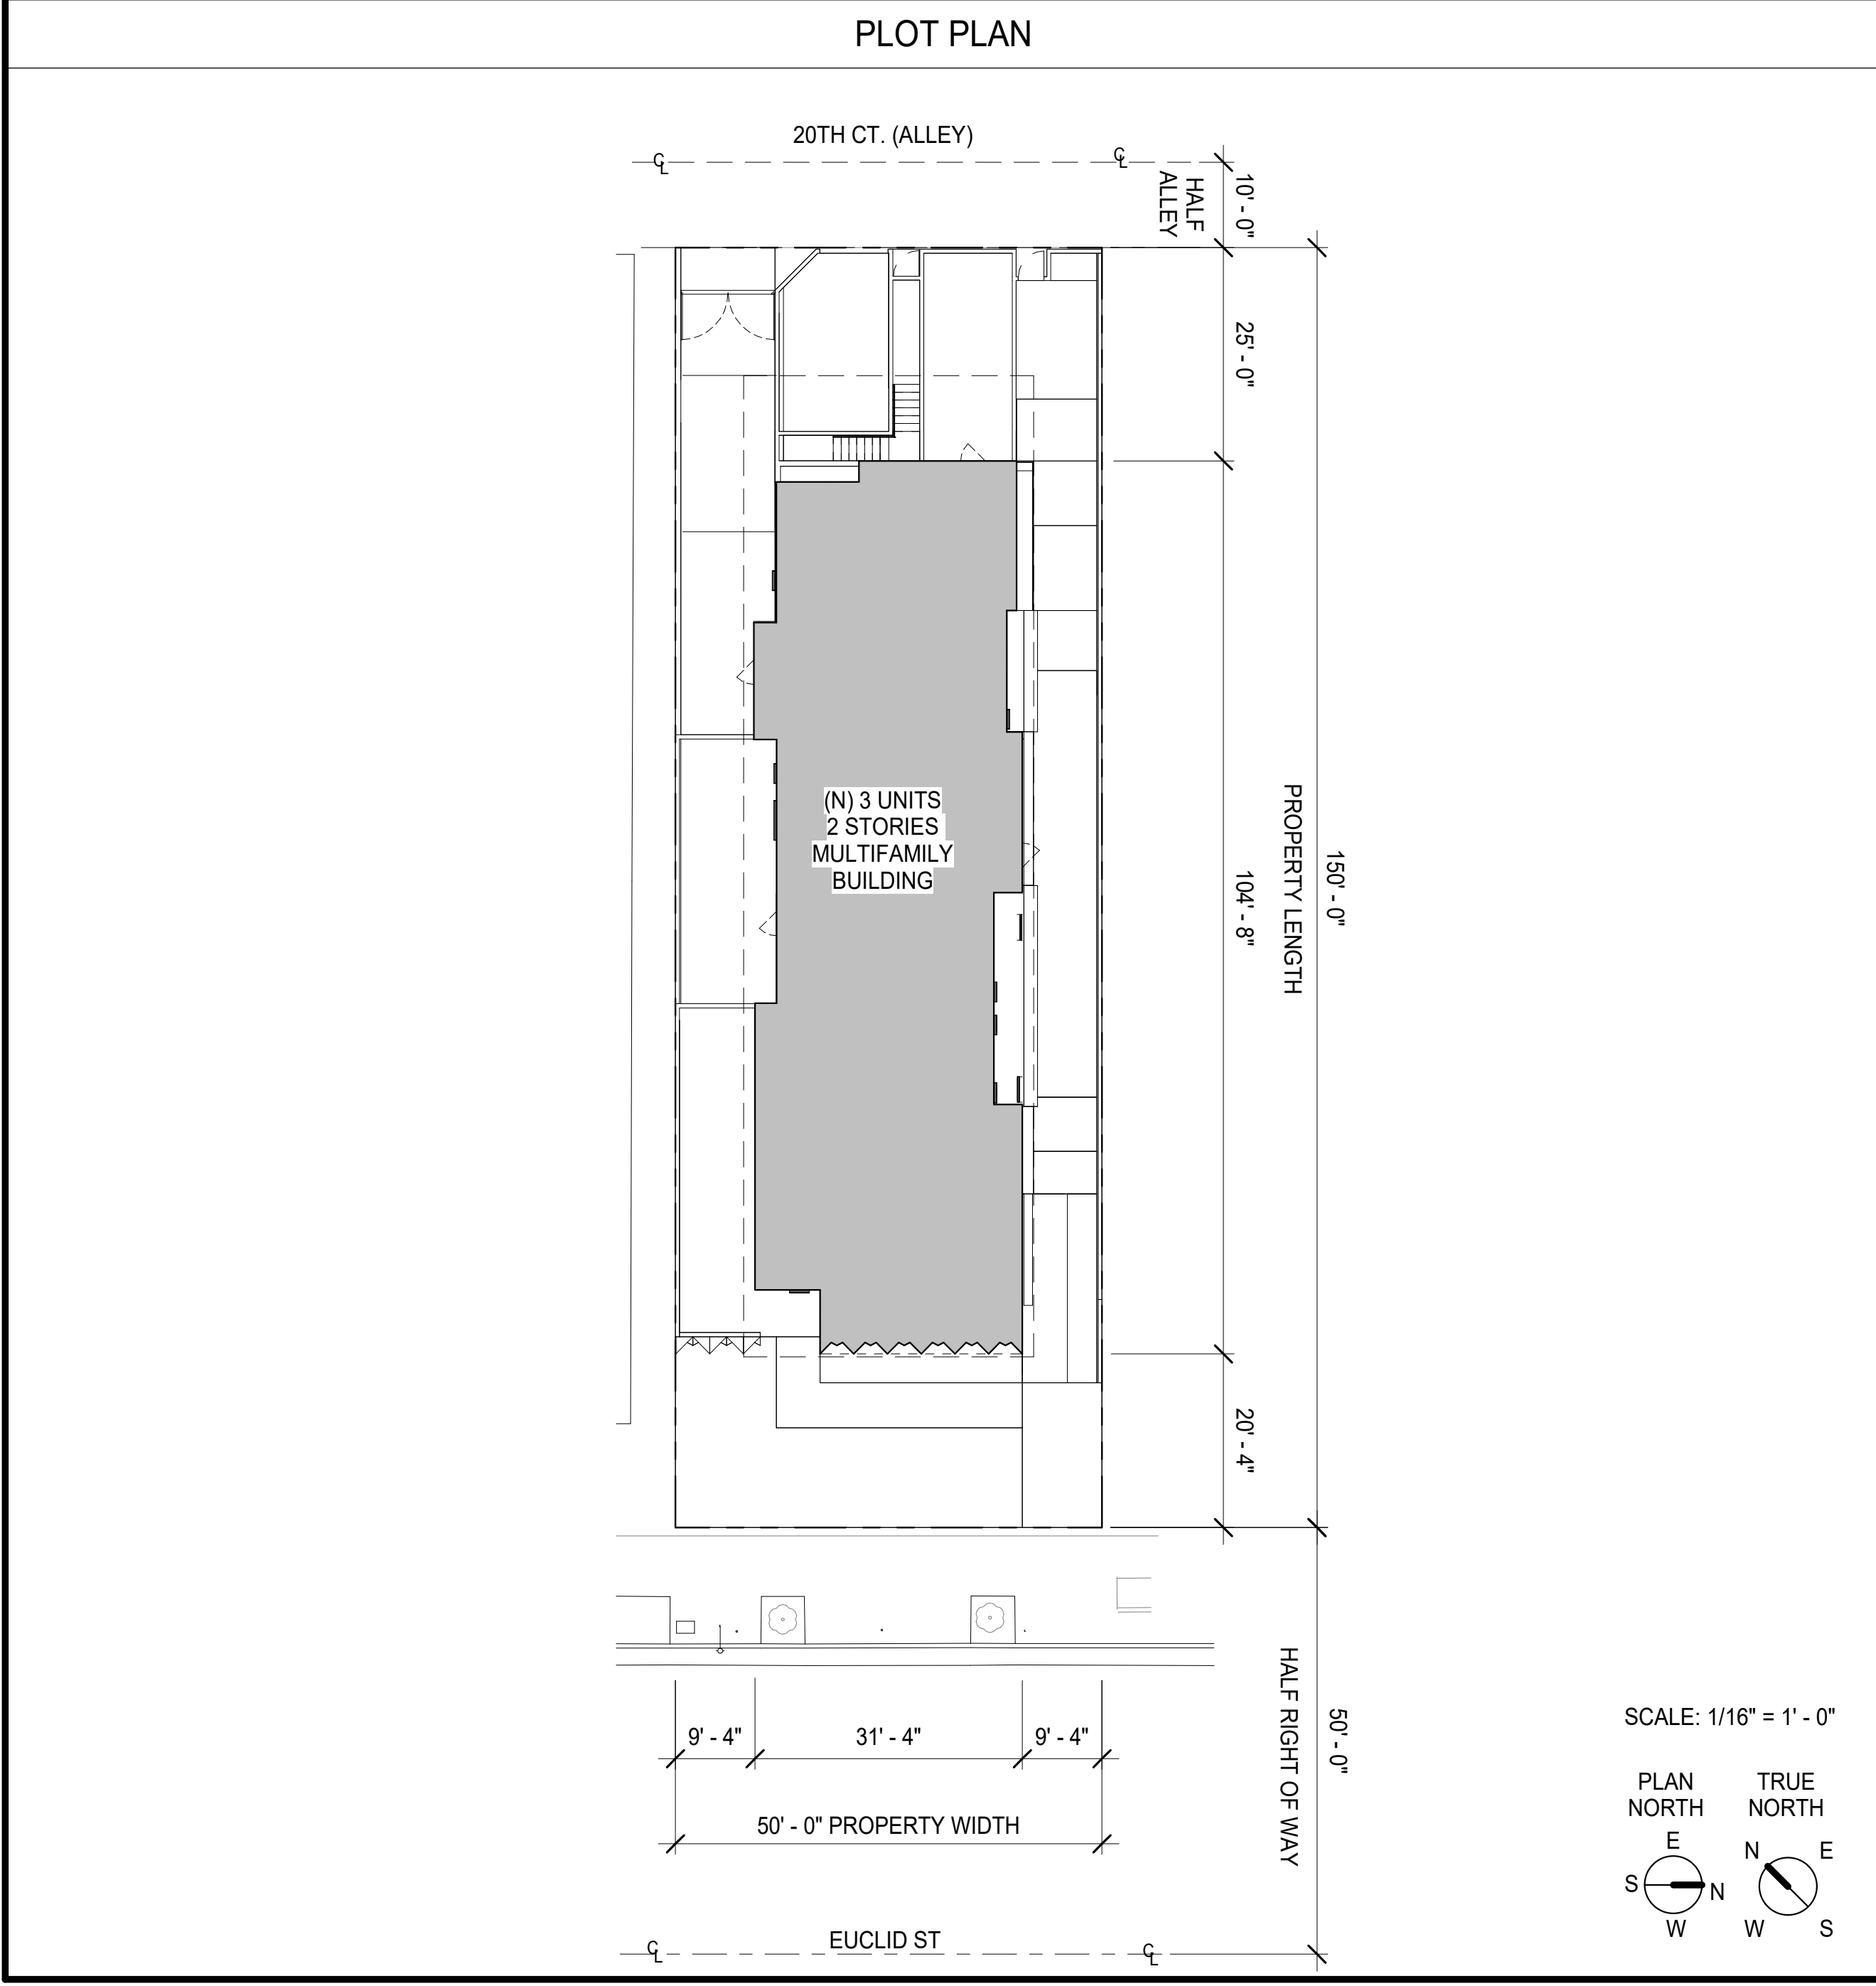 PLOT PLAN
20TH CT. (ALLEY)
CL
CL
HALF
ALLEY
10' - 0"
25' - 0"
(N) 3 UNITS
2 STORIES
MULTIFAMILY
BUILDING
104' - 8"
PROPERTY LENGTH
150' - 0"
20' - 4"
HALF RIGHT OF WAY
50' - 0"
9' - 4"
31' - 4"
9' - 4"
50' - 0" PROPERTY WIDTH
EUCLID ST
CL
CL
SCALE: 1/16" = 1' - 0"
PLAN
NORTH
E
S
N
W
TRUE
NORTH
N
E
W
S